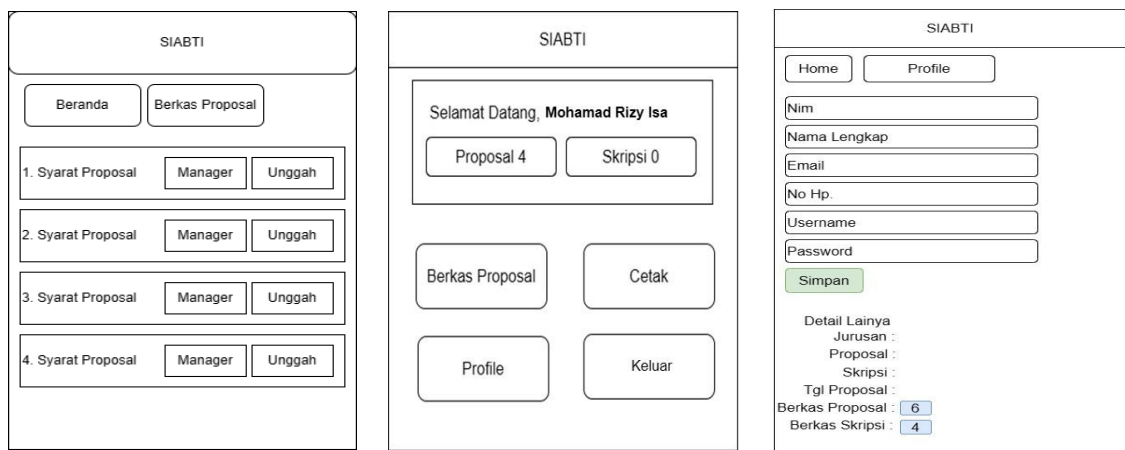 SIABTI
Beranda Berkas Proposal
1. Syarat Proposal Manager Unggah
2. Syarat Proposal Manager Unggah
3. Syarat Proposal Manager Unggah
4. Syarat Proposal Manager Unggah
SIABTI
Selamat Datang, Mohamad Rizy Isa
Proposal 4 Skripsi 0
Berkas Proposal Cetak
Profile Keluar
SIABTI
Home Profile
Nim
Nama Lengkap
Email
No Hp.
Username
Password
Simpan
Detail Lainya
Jurusan :
Proposal :
Skripsi :
Tgl Proposal :
Berkas Proposal : 6
Berkas Skripsi : 4